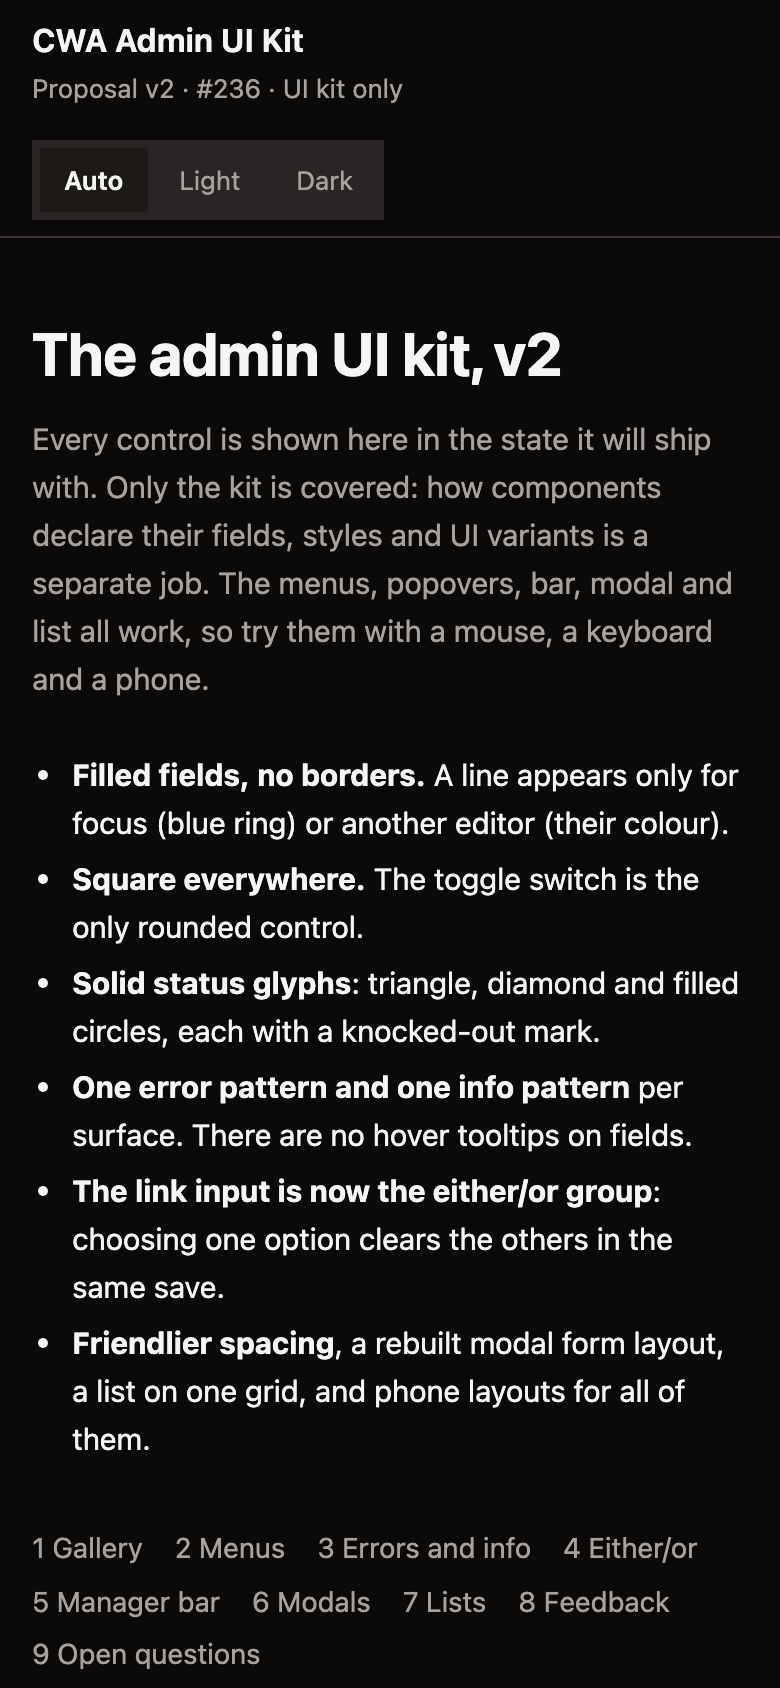 CWA Admin UI Kit
Proposal v2 · #236 · UI kit only
Auto Light Dark
The admin UI kit, v2
Every control is shown here in the state it will ship
with. Only the kit is covered: how components
declare their fields, styles and UI variants is a
separate job. The menus, popovers, bar, modal and
list all work, so try them with a mouse, a keyboard
and a phone.
• Filled fields, no borders. A line appears only for
focus (blue ring) or another editor (their colour).
• Square everywhere. The toggle switch is the
only rounded control.
• Solid status glyphs: triangle, diamond and filled
circles, each with a knocked-out mark.
• One error pattern and one info pattern per
surface. There are no hover tooltips on fields.
• The link input is now the either/or group:
choosing one option clears the others in the
same save.
• Friendlier spacing, a rebuilt modal form layout,
a list on one grid, and phone layouts for all of
them.
1 Gallery 2 Menus 3 Errors and info 4 Either/or
5 Manager bar 6 Modals 7 Lists 8 Feedback
9 Open questions